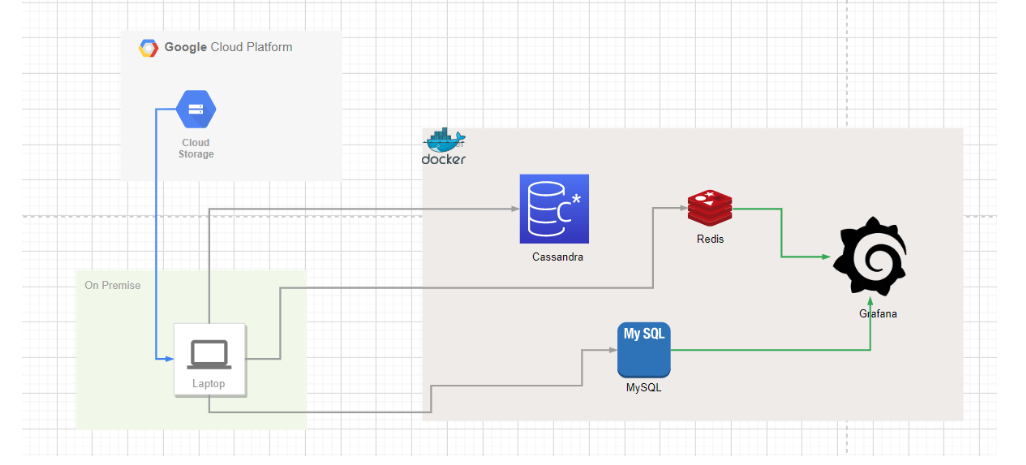 Google Cloud Platform
Cloud
Storage
docker
C*
Cassandra
Redis
On Premise
Grafana
My SQL
Laptop
MySQL